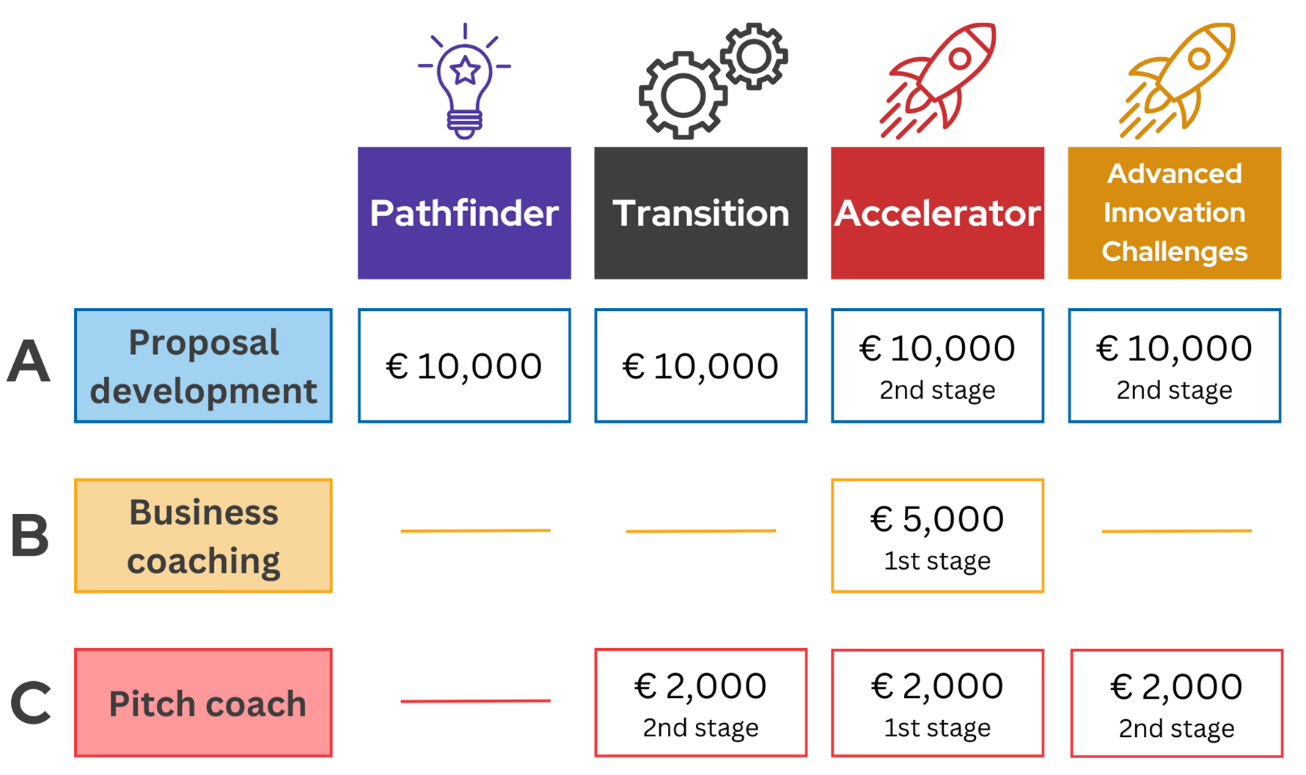 Pathfinder
Transition
Accelerator
Advanced
Innovation
Challenges
A
Proposal
development
€ 10,000
€ 10,000
€ 10,000
2nd stage
€ 10,000
2nd stage
B
Business
coaching
€ 5,000
1st stage
C
Pitch coach
€ 2,000
2nd stage
€ 2,000
1st stage
€ 2,000
2nd stage